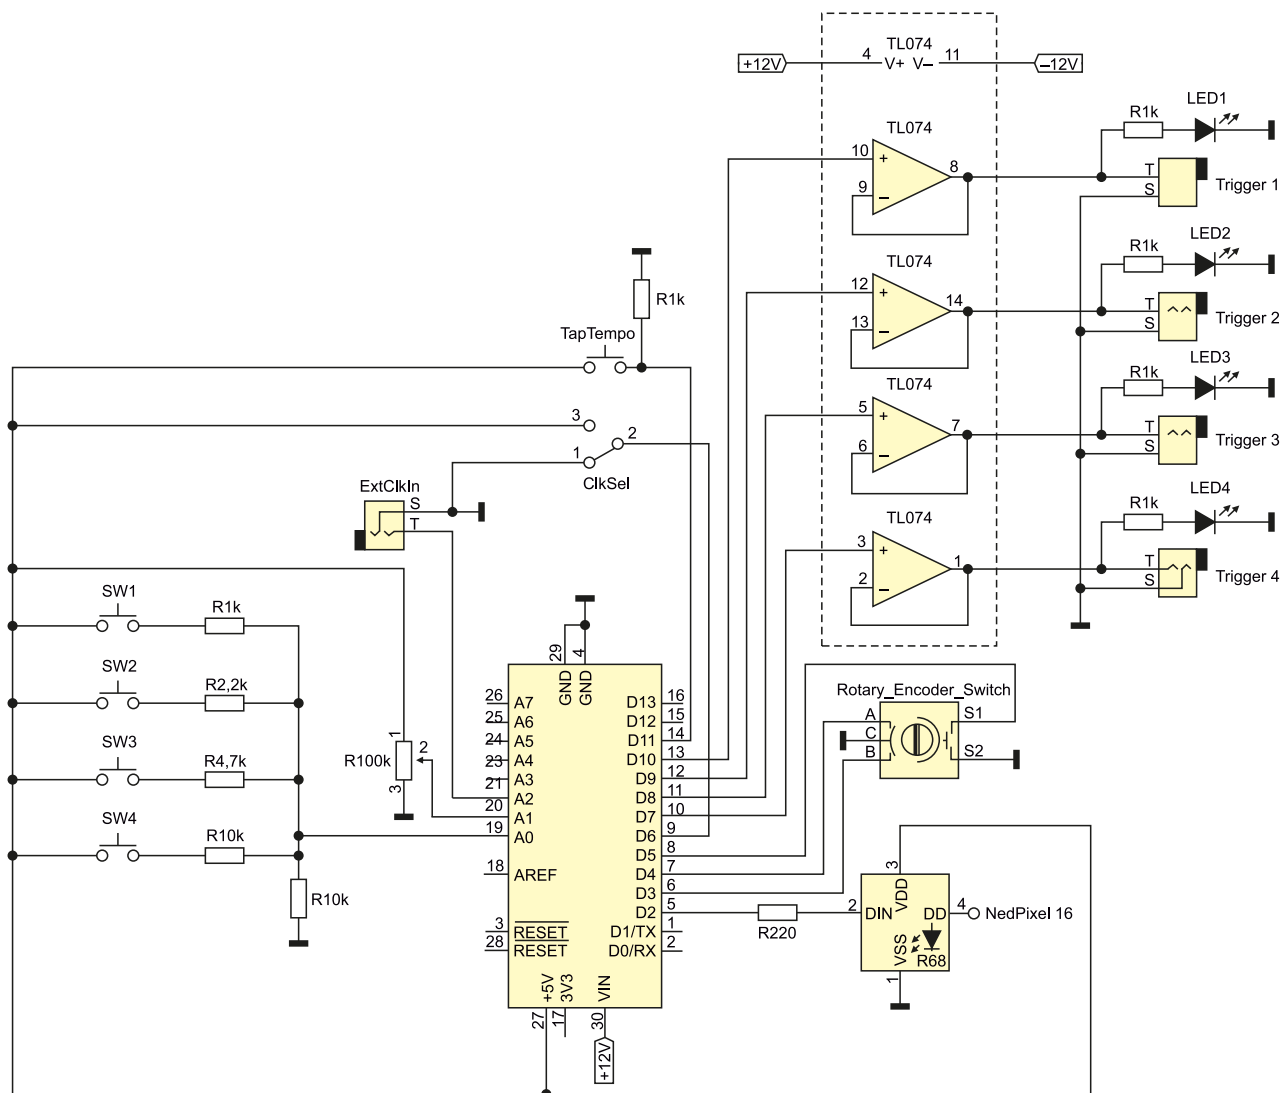 TL074
+12V
4
V+
V–
11
–12V
LED1
R1k
TL074
10
+
8
9
–
T
S
Trigger 1
LED2
R1k
TL074
12
+
14
13
–
T
S
Trigger 2
R1k
TapTempo
LED3
R1k
TL074
5
+
7
6
–
T
S
Trigger 3
3
2
1
ClkSel
ExtClkIn
S
T
LED4
R1k
TL074
3
+
1
2
–
T
S
Trigger 4
SW1
R1k
SW2
R2,2k
SW3
R4,7k
SW4
R10k
R10k
1
R100k
2
3
29
4
GND
GND
26
A7
25
A6
24
A5
23
A4
21
A3
20
A2
A1
19
A0
18
AREF
3
RESET
28
RESET
D13
16
D12
15
D11
14
D10
13
D9
12
D8
11
D7
10
D6
9
D5
8
D4
7
D3
6
D2
5
D1/TX
1
D0/RX
2
+5V
3V3
VIN
27
17
30
+12V
Rotary_Encoder_Switch
A
C
B
S1
S2
R220
2
DIN
3
VDD
DD
4
NedPixel 16
VSS
R68
1